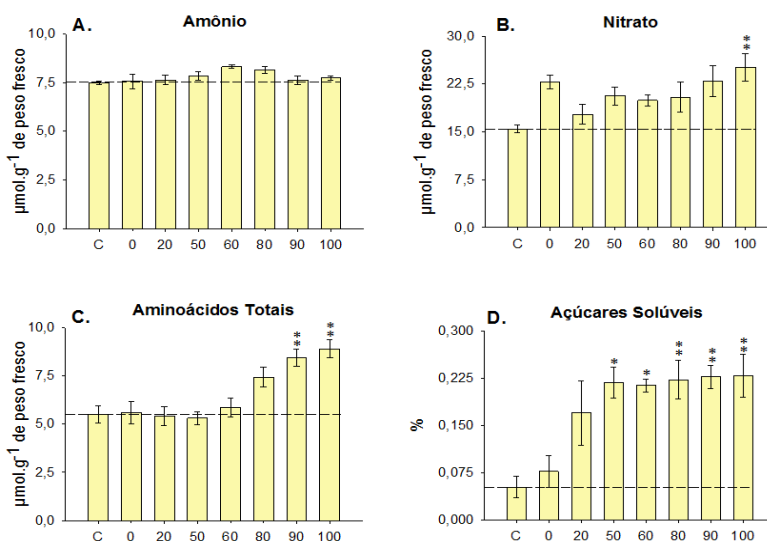 A. Amônio
10,0
7,5
5,0
2,5
0,0
µmol.g⁻¹ de peso fresco
C 0 20 50 60 80 90 100
B. Nitrato
30,0
22,5
15,0
7,5
0,0
µmol.g⁻¹ de peso fresco
**
C 0 20 50 60 80 90 100
C. Aminoácidos Totais
10,0
7,5
5,0
2,5
0,0
µmol.g⁻¹ de peso fresco
** **
C 0 20 50 60 80 90 100
D. Açúcares Solúveis
0,300
0,225
0,150
0,075
0,000
%
* * ** ** **
C 0 20 50 60 80 90 100